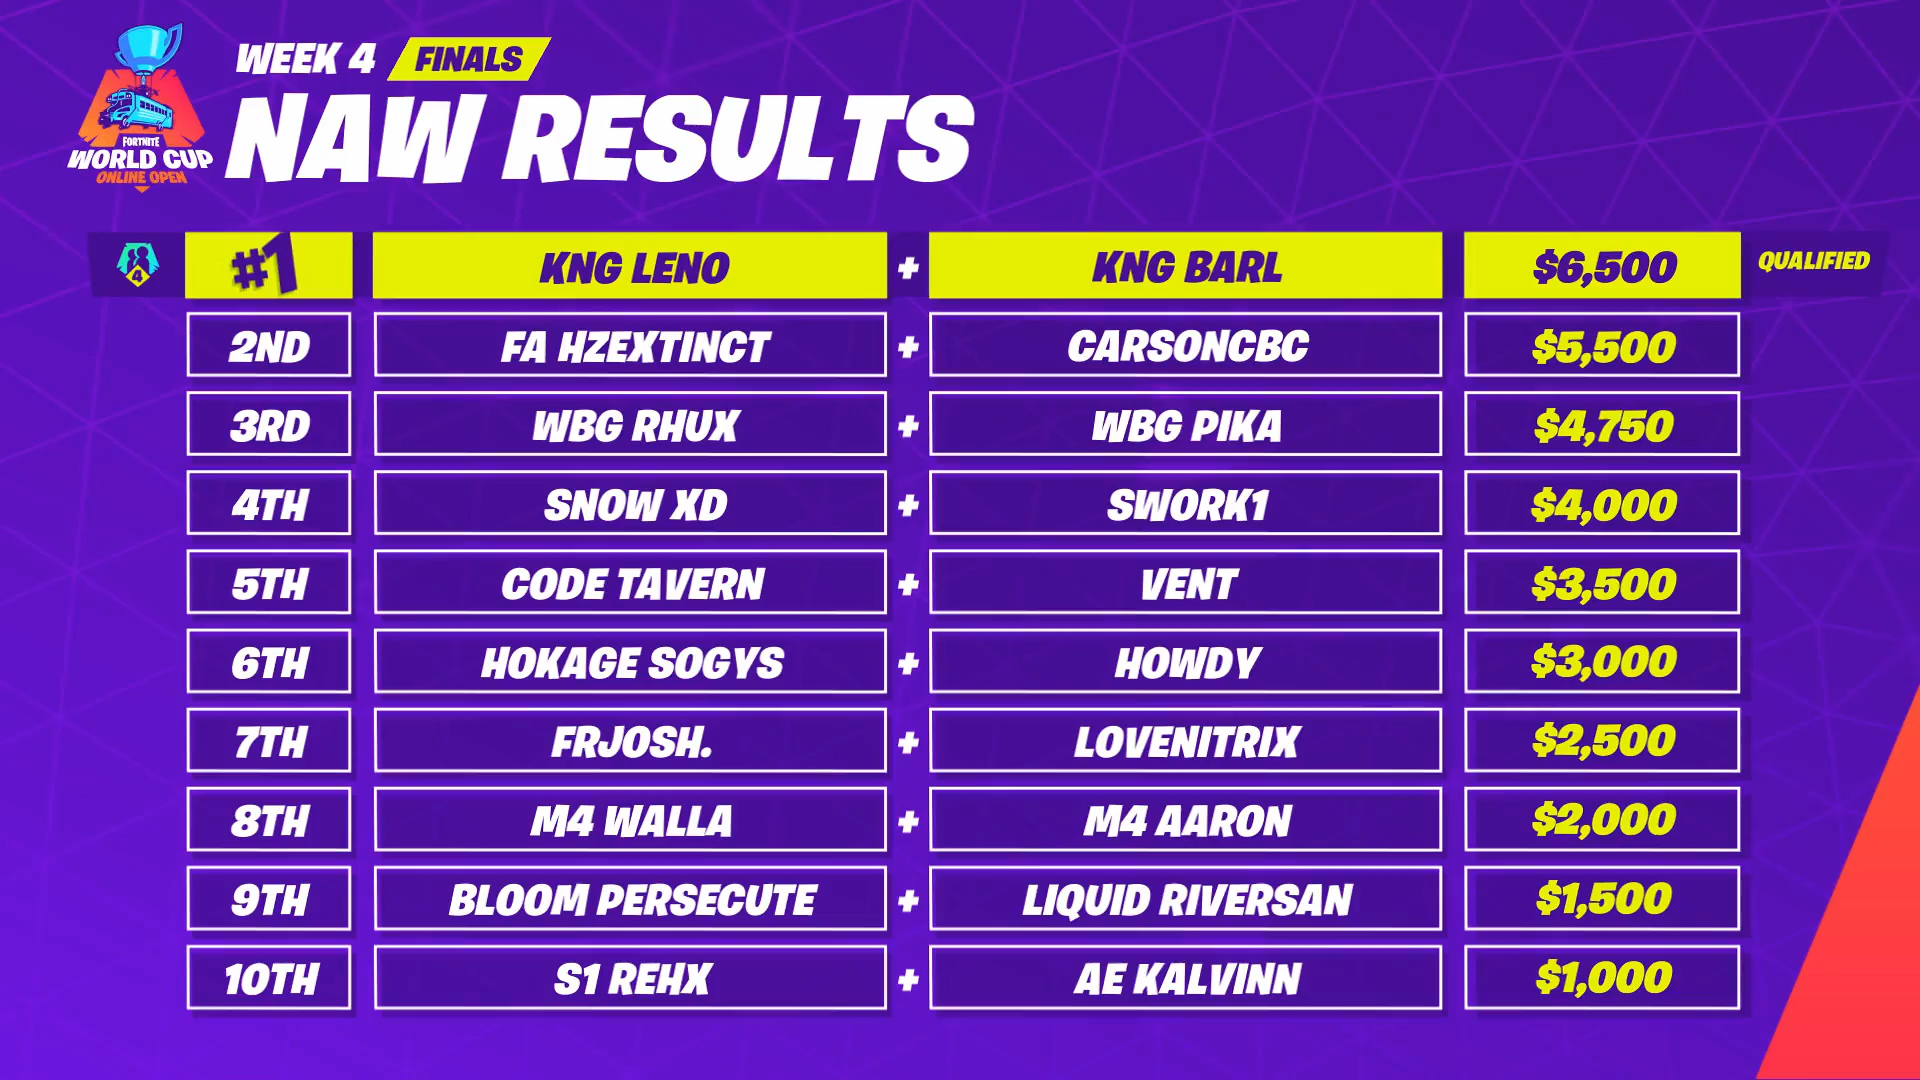 WEEK 4 FINALS
NAW RESULTS
FORTNITE
WORLD CUP
ONLINE OPEN
4 #1 KNG LENO + KNG BARL $6,500 QUALIFIED
2ND FA HZEXTINCT + CARSONCBC $5,500
3RD WBG RHUX + WBG PIKA $4,750
4TH SNOW XD + SWORK1 $4,000
5TH CODE TAVERN + VENT $3,500
6TH HOKAGE SOGYS + HOWDY $3,000
7TH FRJOSH. + LOVENITRIX $2,500
8TH M4 WALLA + M4 AARON $2,000
9TH BLOOM PERSECUTE + LIQUID RIVERSAN $1,500
10TH S1 REHX + AE KALVINN $1,000